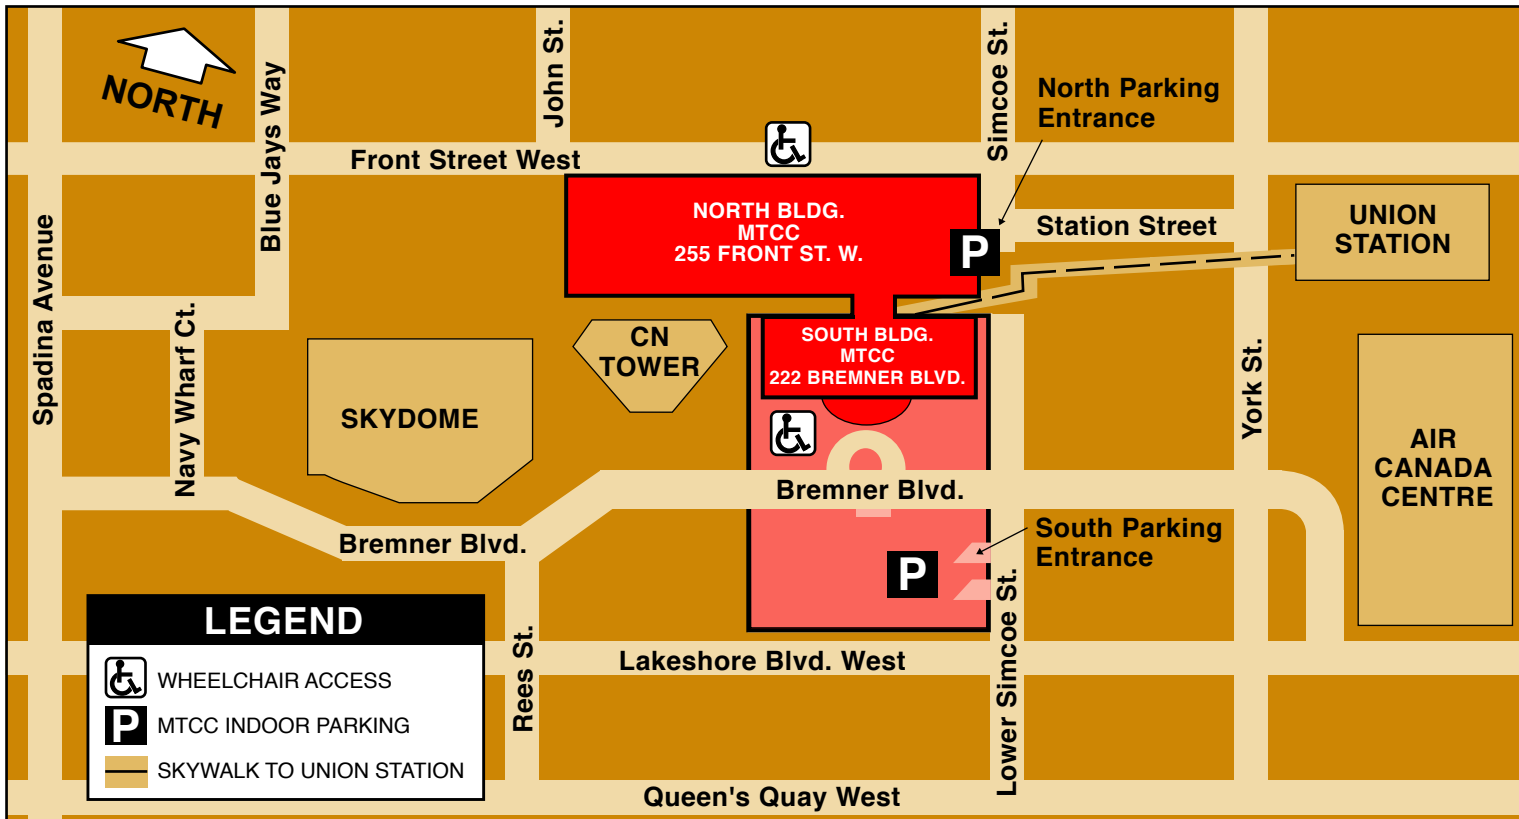 NORTH
Spadina Avenue
Blue Jays Way
John St.
Simcoe St.
North Parking
Entrance
Front Street West
NORTH BLDG.
MTCC
255 FRONT ST. W.
P
Station Street
UNION
STATION
Navy Wharf Ct.
SKYDOME
CN
TOWER
SOUTH BLDG.
MTCC
222 BREMNER BLVD.
York St.
AIR
CANADA
CENTRE
Bremner Blvd.
Bremner Blvd.
South Parking
Entrance
P
Rees St.
Lower Simcoe St.
Lakeshore Blvd. West
Queen's Quay West
LEGEND
WHEELCHAIR ACCESS
P MTCC INDOOR PARKING
SKYWALK TO UNION STATION